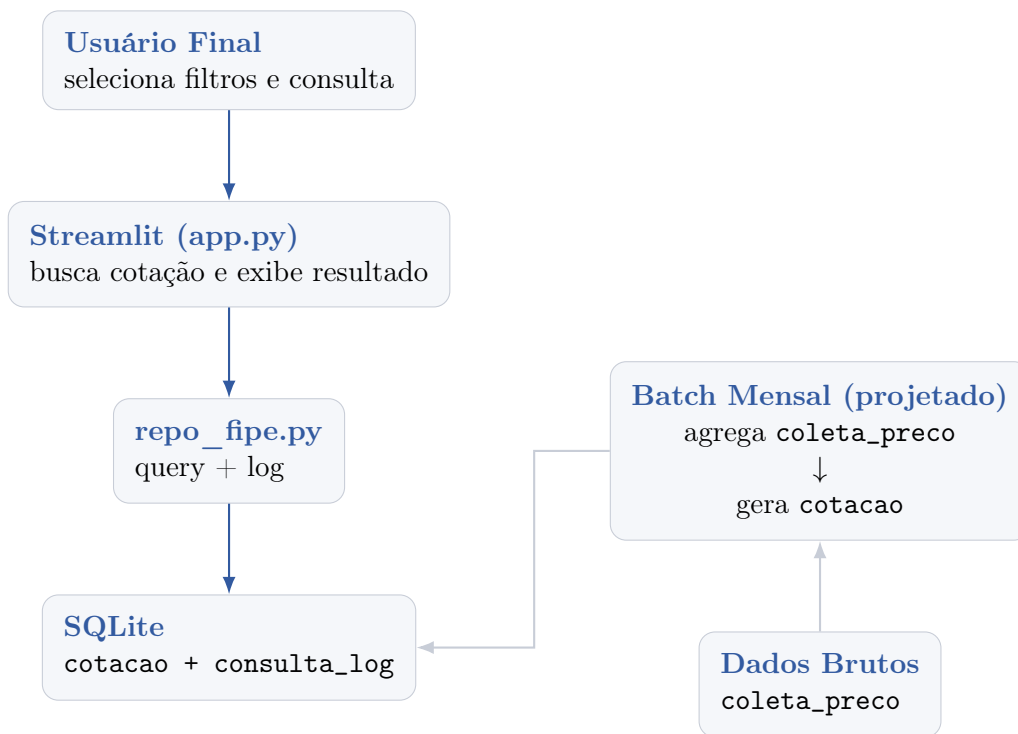 Usuário Final
seleciona filtros e consulta
Streamlit (app.py)
busca cotação e exibe resultado
repo_fipe.py
query + log
SQLite
cotacao + consulta_log
Batch Mensal (projetado)
agrega coleta_preco
↓
gera cotacao
Dados Brutos
coleta_preco